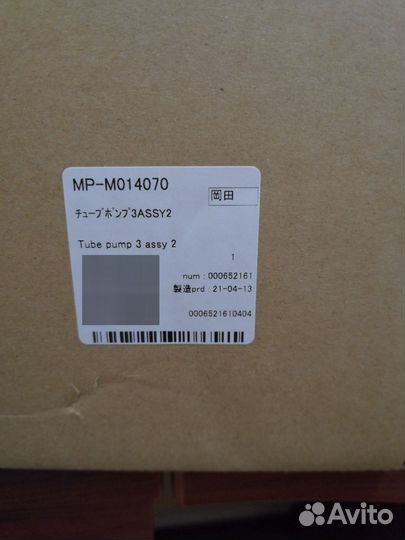 MP-M014070
岡田
ﾁｭｰﾌﾞﾎﾟﾝﾌﾟ3ASSY2
Tube pump 3 assy 2
1
num : 000652161
製造prd 21-04-13
0006521610404
Avito